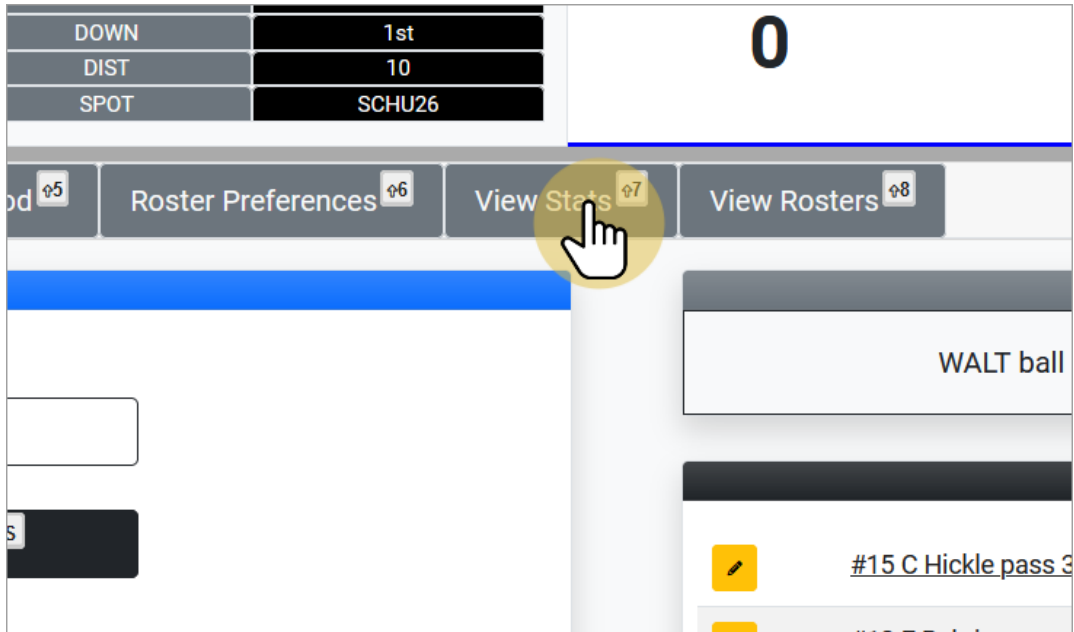 DOWN 1st
DIST 10
SPOT SCHU26
0
od ⇧5 Roster Preferences ⇧6 View Stats ⇧7 View Rosters ⇧8
WALT ball
S
#15 C Hickle pass 3